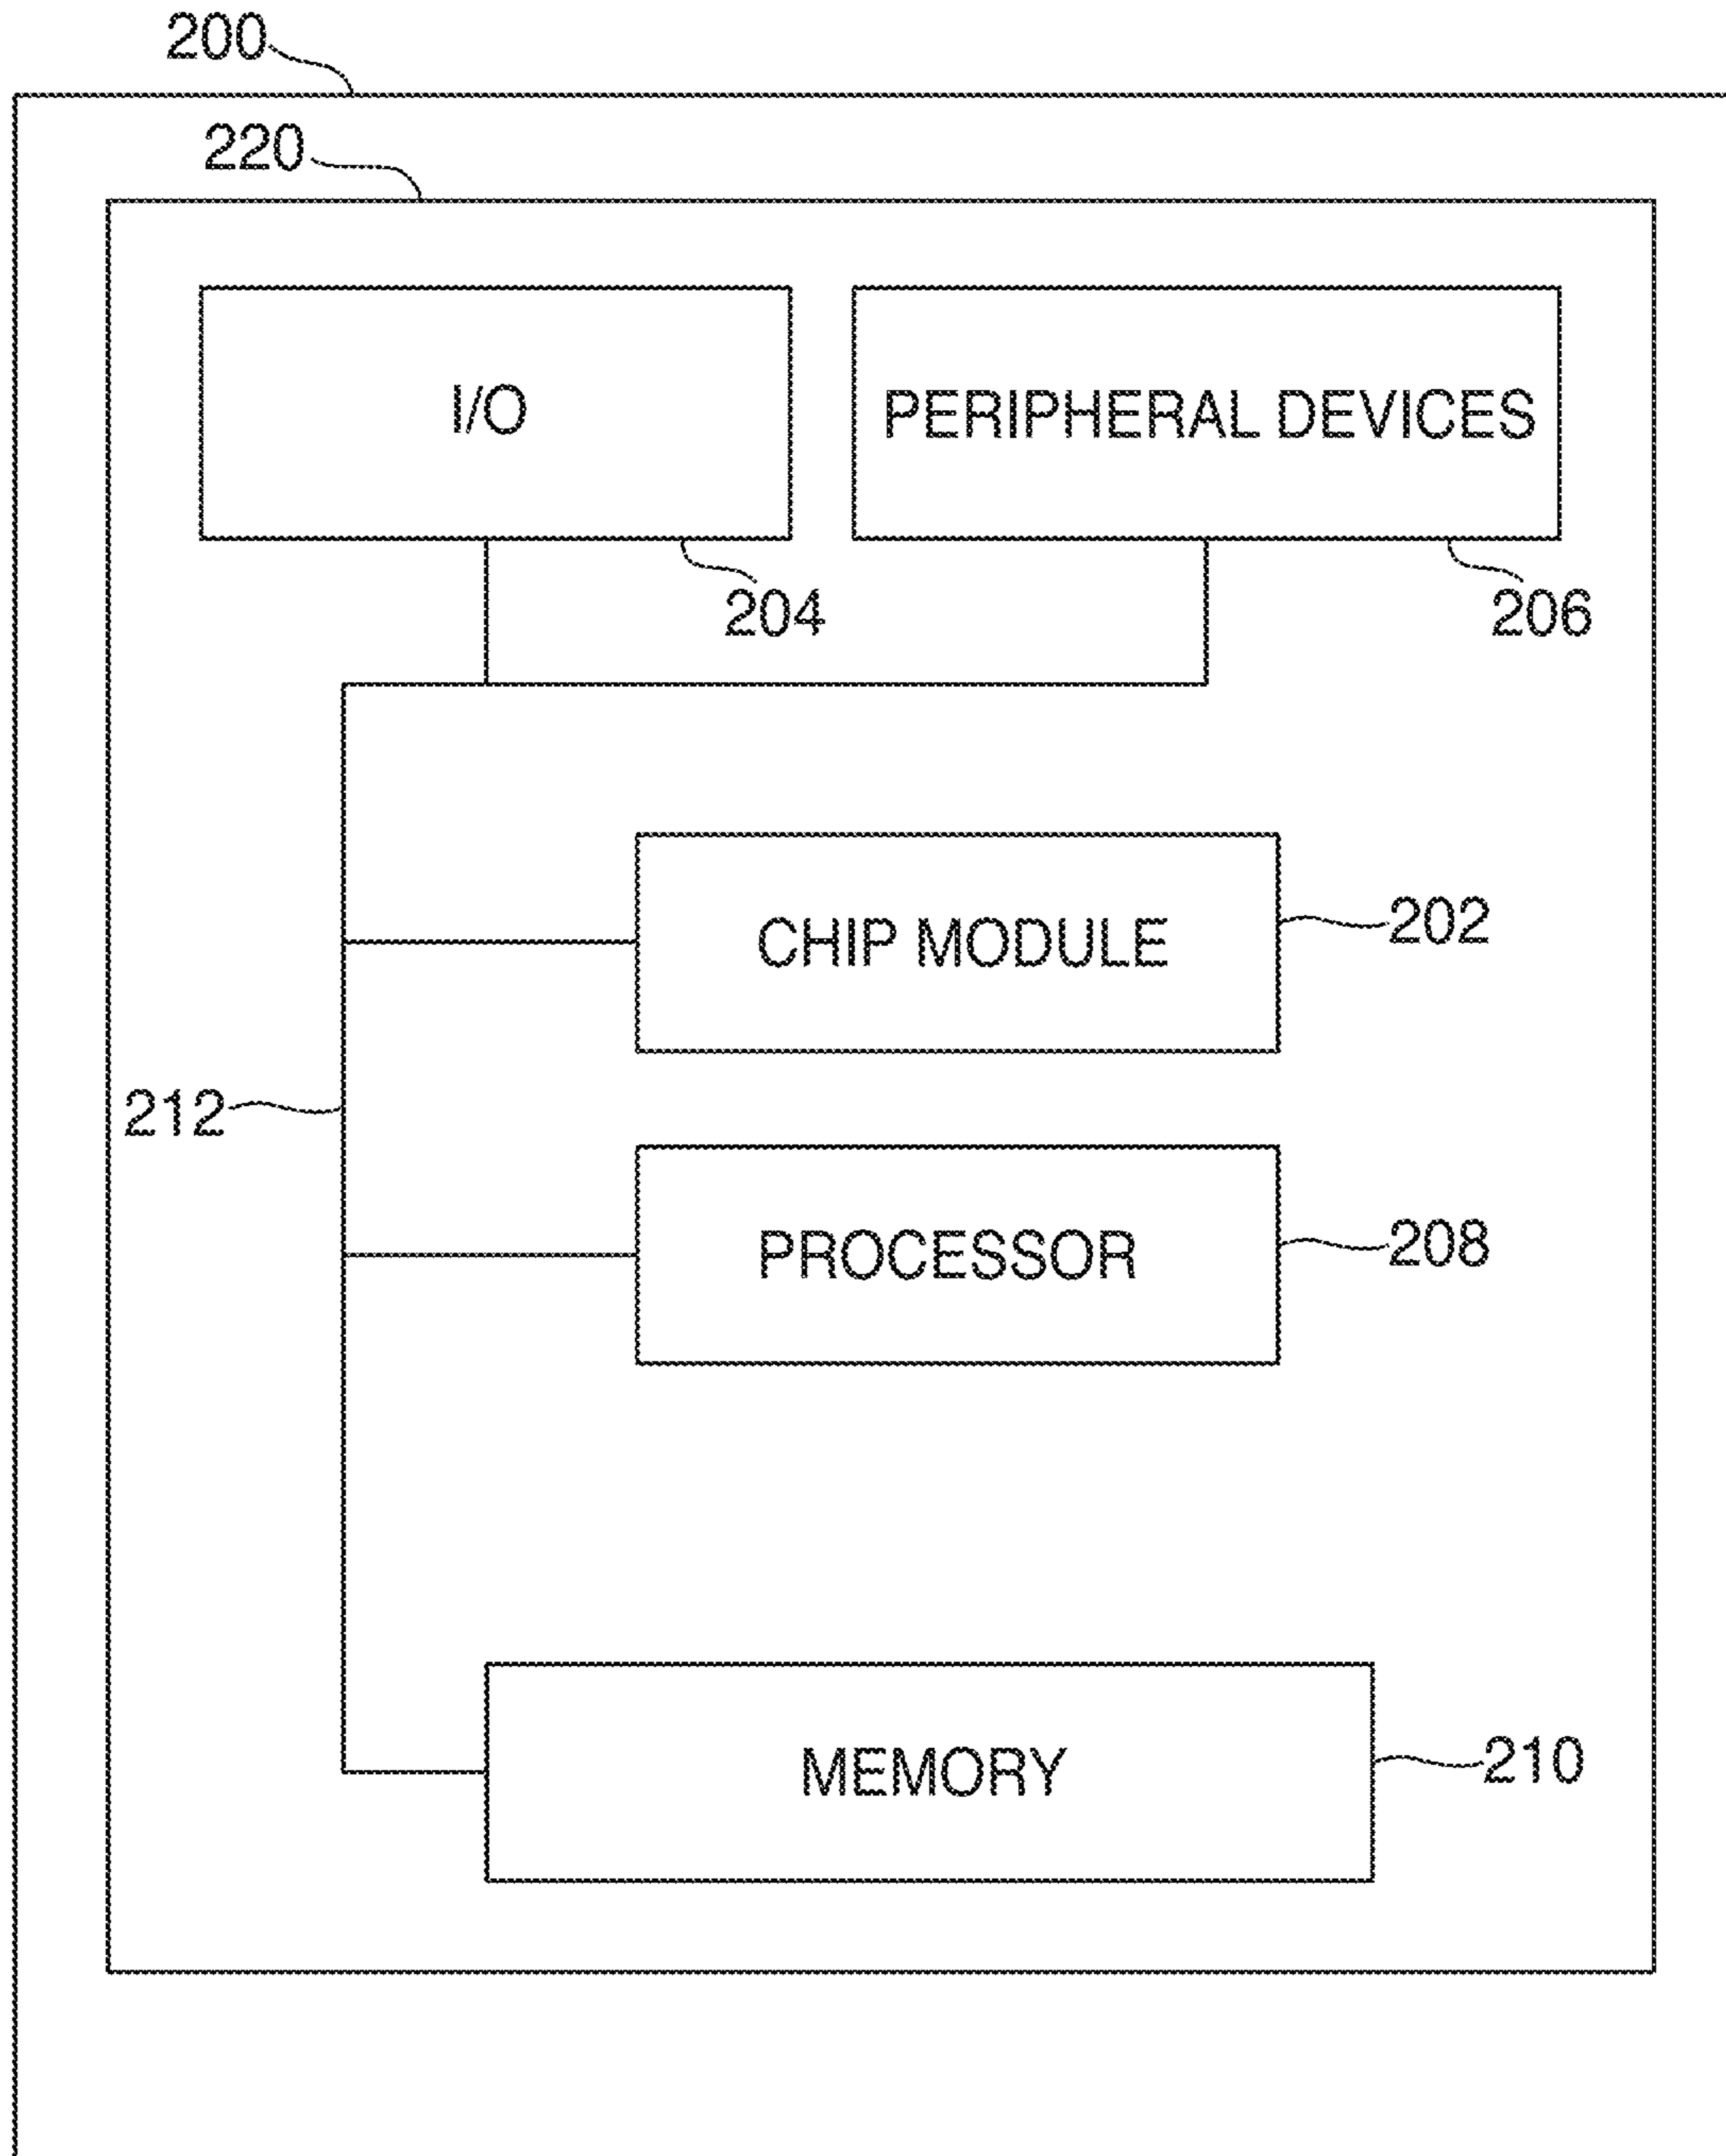 200
220
I/O
PERIPHERAL DEVICES
204
206
CHIP MODULE
202
212
PROCESSOR
208
MEMORY
210